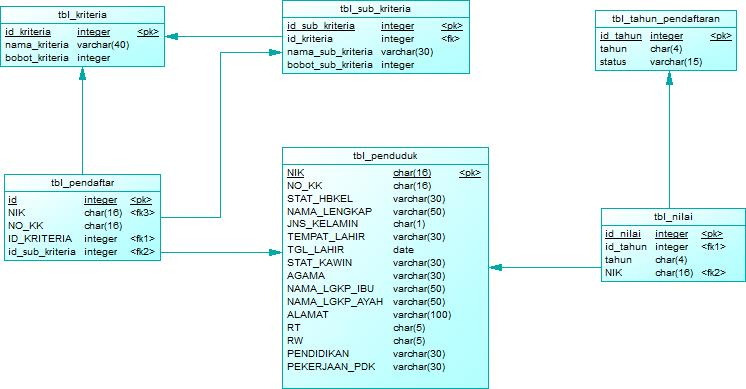 tbl_kriteria
id_kriteria integer <pk>
nama_kriteria varchar(40)
bobot_kriteria integer
tbl_sub_kriteria
id_sub_kriteria integer <pk>
id_kriteria integer <fk>
nama_sub_kriteria varchar(30)
bobot_sub_kriteria integer
tbl_tahun_pendaftaran
id_tahun integer <pk>
tahun char(4)
status varchar(15)
tbl_pendaftar
id integer <pk>
NIK char(16) <fk3>
NO_KK char(16)
ID_KRITERIA integer <fk1>
id_sub_kriteria integer <fk2>
tbl_penduduk
NIK char(16) <pk>
NO_KK char(16)
STAT_HBKEL varchar(30)
NAMA_LENGKAP varchar(50)
JNS_KELAMIN char(1)
TEMPAT_LAHIR varchar(30)
TGL_LAHIR date
STAT_KAWIN varchar(30)
AGAMA varchar(30)
NAMA_LGKP_IBU varchar(50)
NAMA_LGKP_AYAH varchar(50)
ALAMAT varchar(100)
RT char(5)
RW char(5)
PENDIDIKAN varchar(30)
PEKERJAAN_PDK varchar(30)
tbl_nilai
id_nilai integer <pk>
id_tahun integer <fk1>
tahun char(4)
NIK char(16) <fk2>